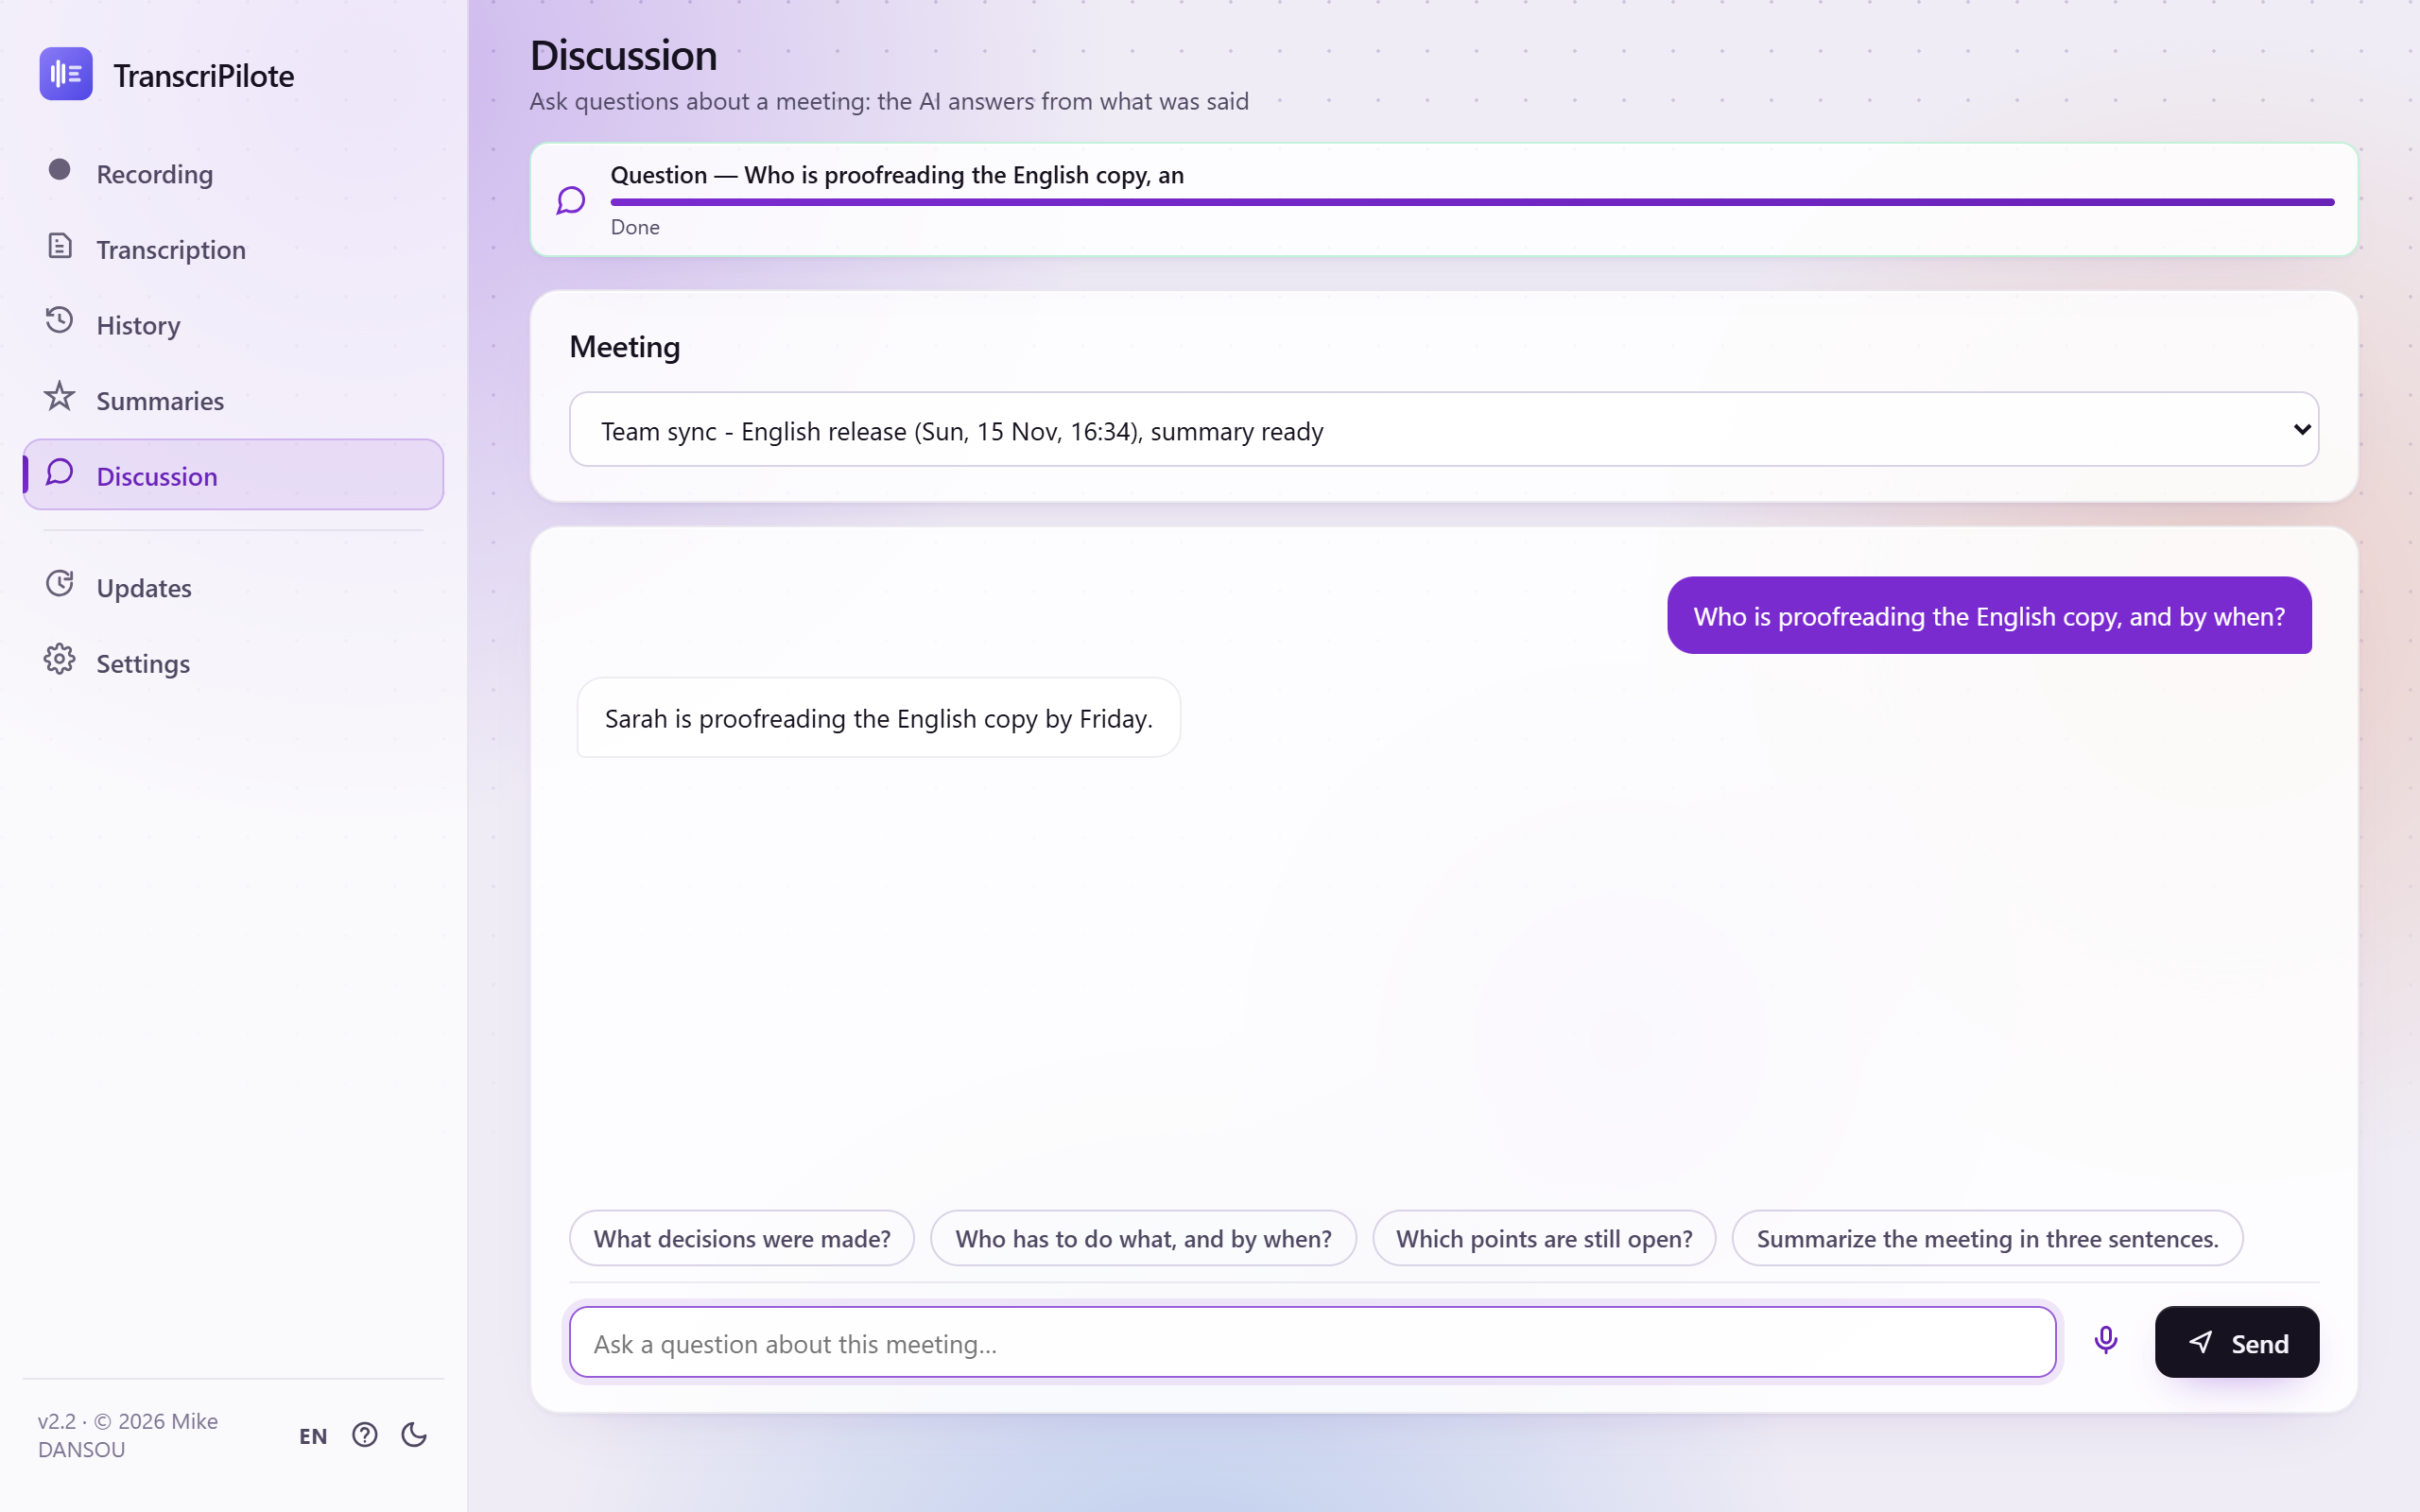 TranscriPilote
Recording
Transcription
History
Summaries
Discussion
Updates
Settings
v2.2 · © 2026 Mike
DANSOU
EN
Discussion
Ask questions about a meeting: the AI answers from what was said
Question — Who is proofreading the English copy, an
Done
Meeting
Team sync - English release (Sun, 15 Nov, 16:34), summary ready
Who is proofreading the English copy, and by when?
Sarah is proofreading the English copy by Friday.
What decisions were made?
Who has to do what, and by when?
Which points are still open?
Summarize the meeting in three sentences.
Ask a question about this meeting...
Send